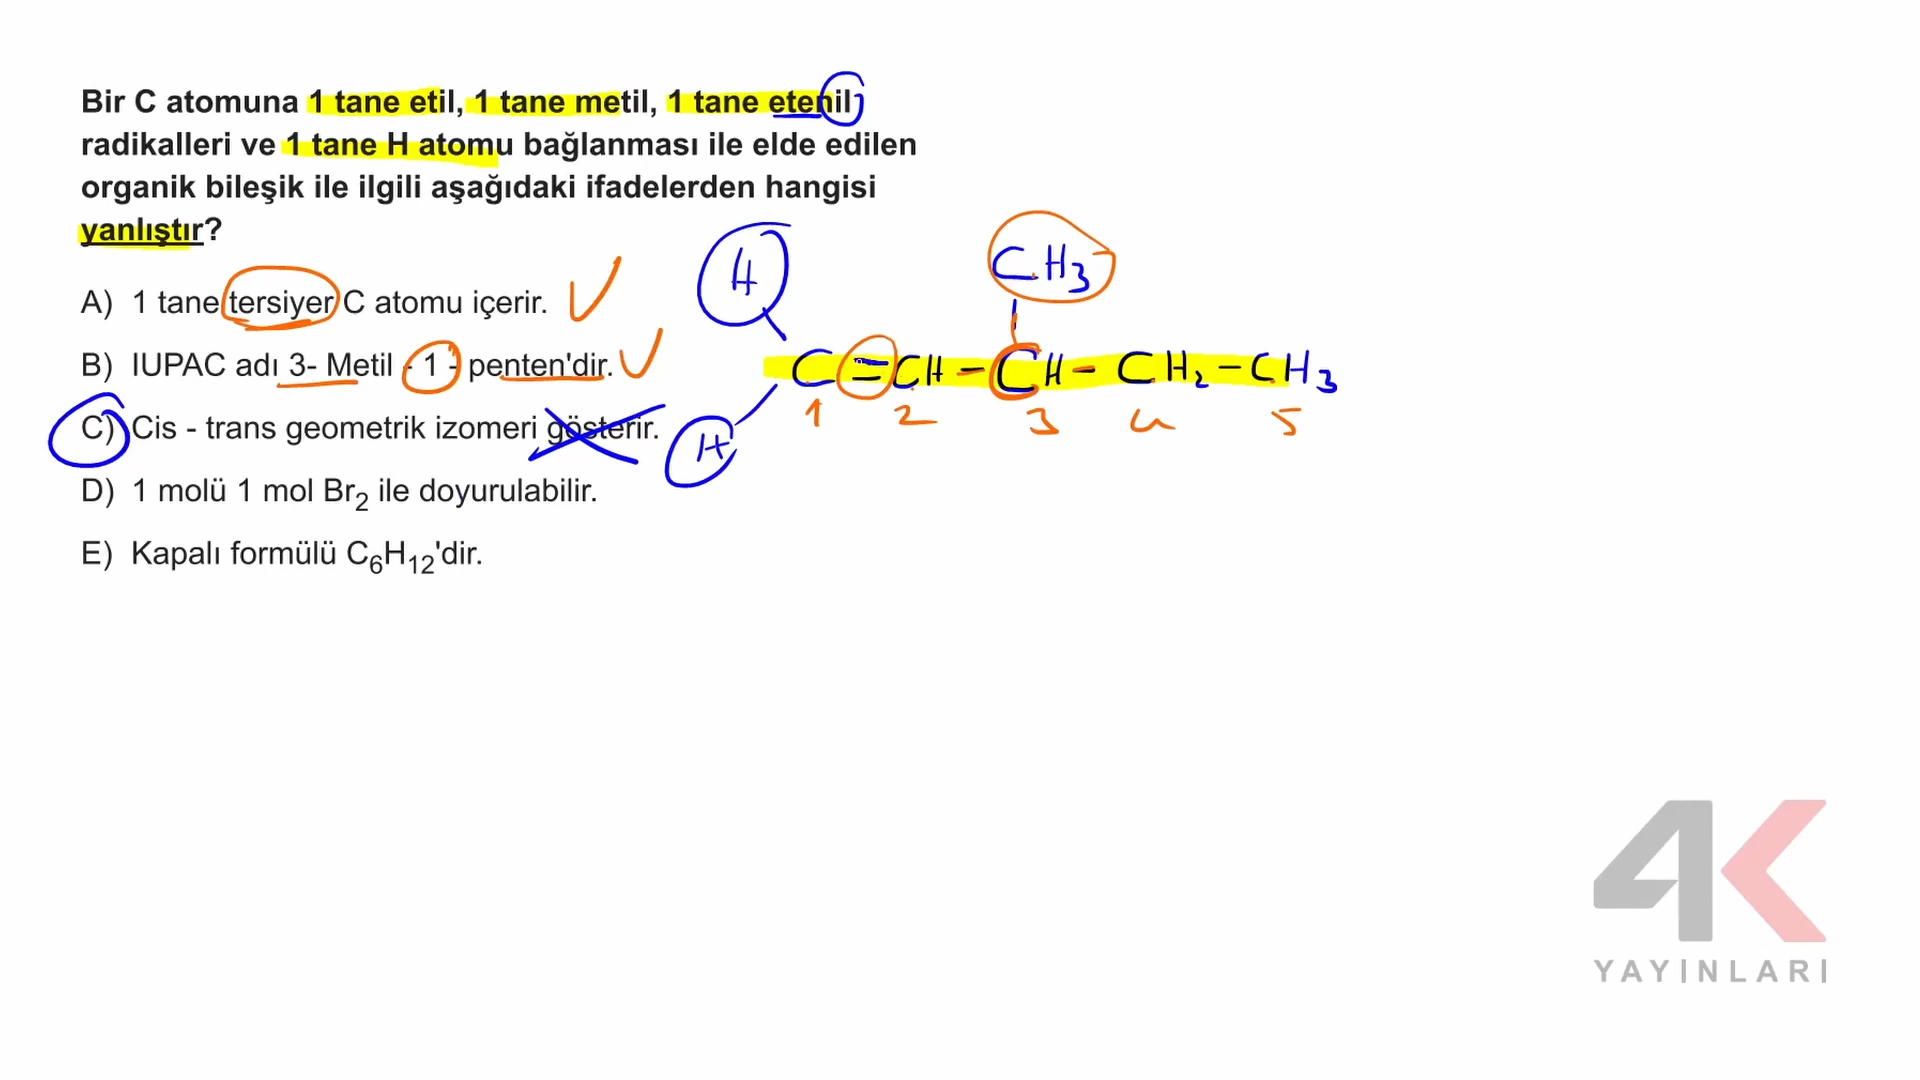 Bir C atomuna 1 tane etil, 1 tane metil, 1 tane etenil
radikalleri ve 1 tane H atomu bağlanması ile elde edilen
organik bileşik ile ilgili aşağıdaki ifadelerden hangisi
yanlıştır?
A) 1 tane tersiyer C atomu içerir.
B) IUPAC adı 3- Metil - 1 - penten'dir.
C) Cis - trans geometrik izomeri gösterir.
D) 1 molü 1 mol Br2 ile doyurulabilir.
E) Kapalı formülü C6H12'dir.
H
CH3
C = CH - CH - CH2 - CH3
1 2 3 4 5
H
4K
YAYINLARI